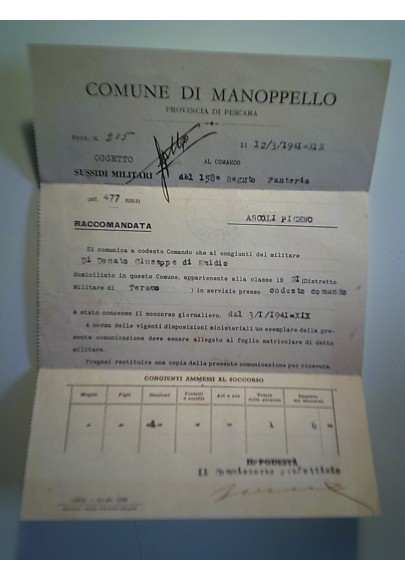 COMUNE DI MANOPPELLO
PROVINCIA DI PESCARA
Prot. N. 215
lì 12/3/1941=XIX
OGGETTO
AL COMANDO
SUSSIDI MILITARI
del 158° Reggto Fanteria
477
RACCOMANDATA
ASCOLI PICENO
Si comunica a codesto Comando che ai congiunti del militare
Di Donato Giuseppe di Emidio
domiciliato in questo Comune, appartenente alla classe 19 21 (Distretto
Militare di Teramo ) in servizio presso codesto comando
è stato concesso il soccorso giornaliero. dal 3/I/1941=XIX
A norma delle vigenti disposizioni ministeriali un esemplare della pre-
sente comunicazione deve essere allegato al foglio matricolare di detto
militare.
Pregasi restituire una copia della presente comunicazione per ricevuta.
CONGIUNTI AMMESSI AL SOCCORSO
Moglie Figli Genitori Fratelli e sorelle Avi e ave Totale delle persone Importo del soccorso
IL PODESTÀ
Il Commissario prefettizio